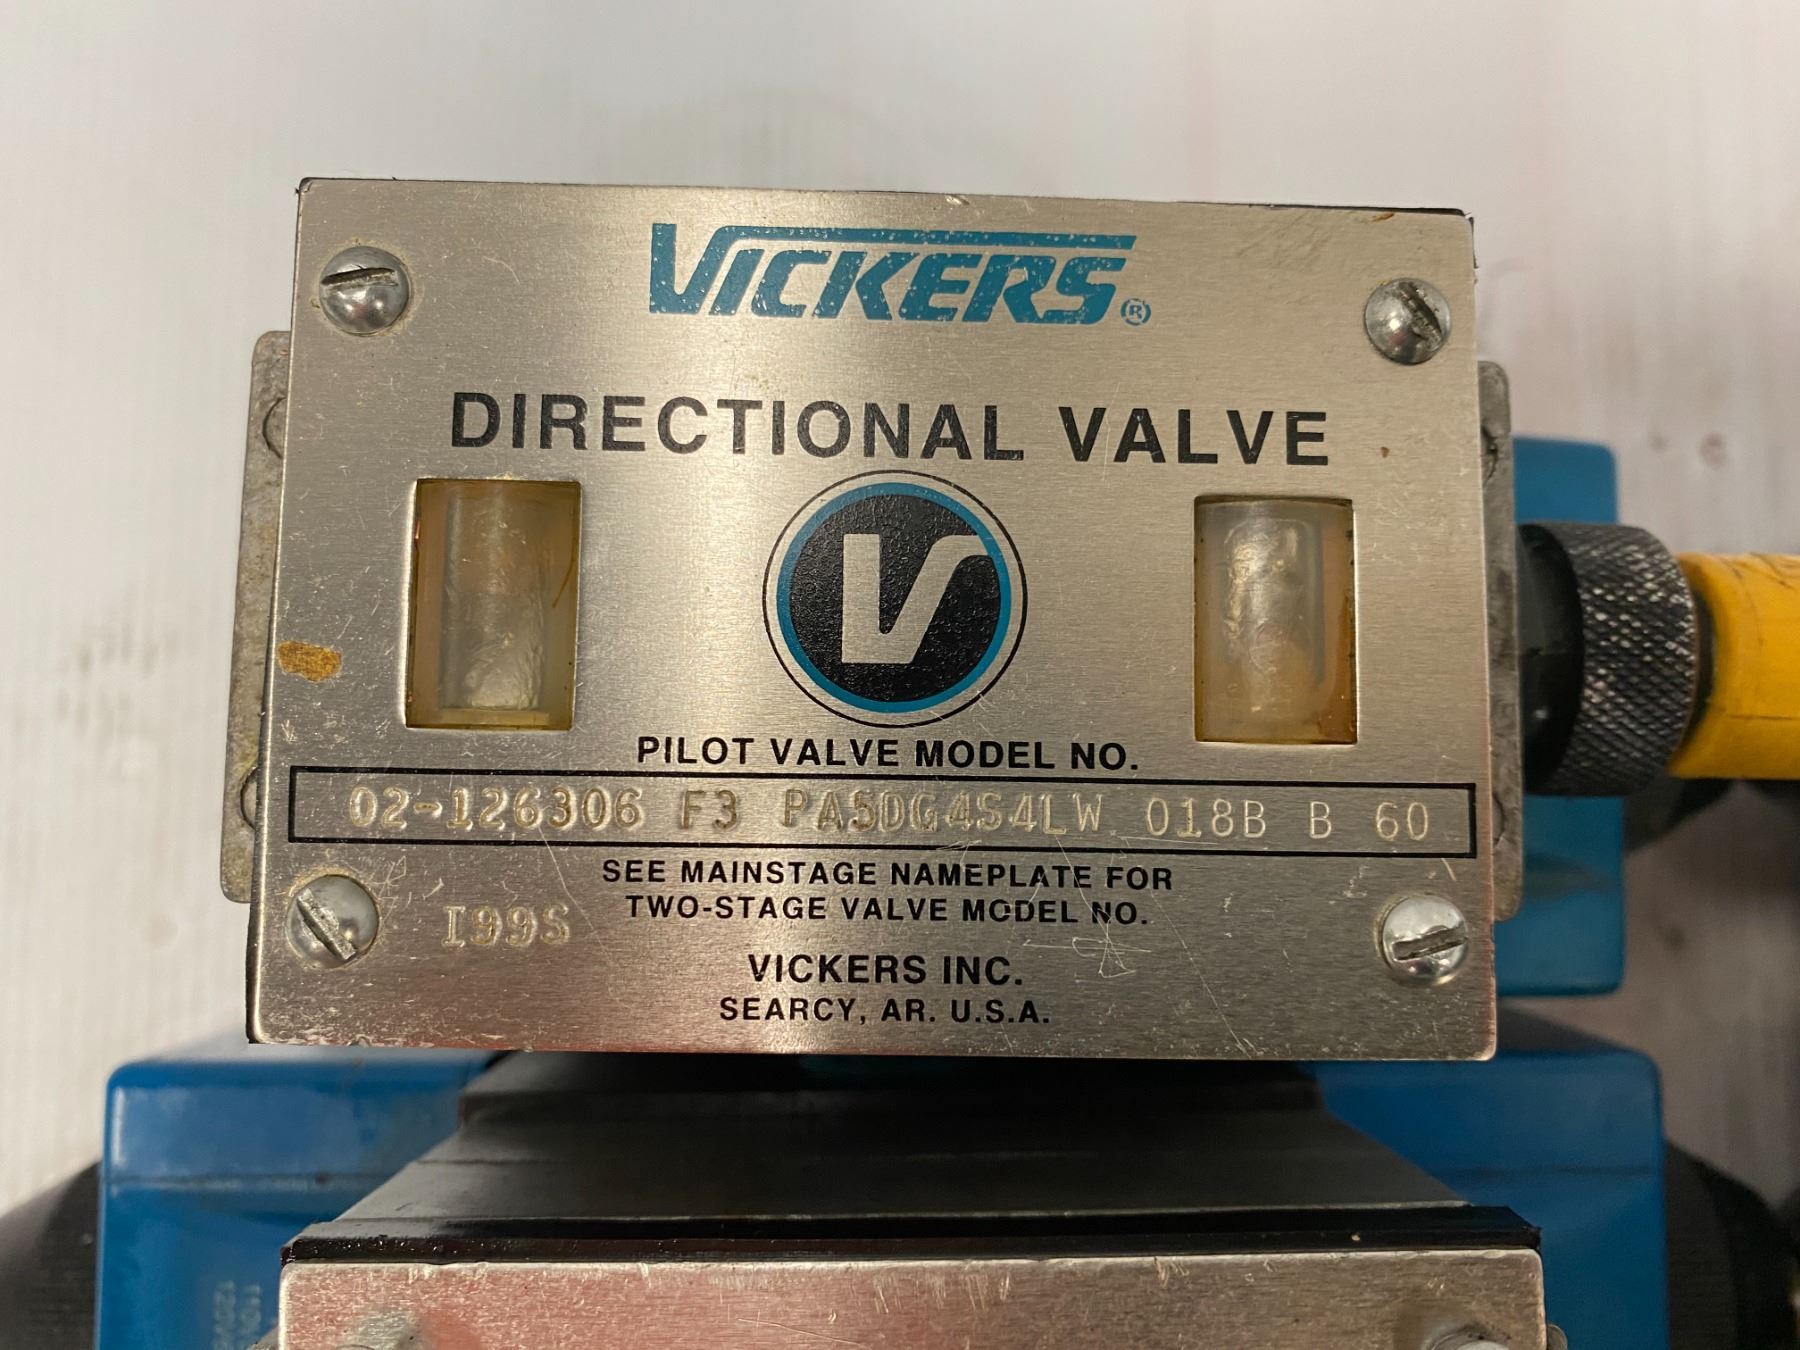 VICKERS®
DIRECTIONAL VALVE
V
PILOT VALVE MODEL NO.
02-126306 F3 PA5DG4S4LW 018B B 60
SEE MAINSTAGE NAMEPLATE FOR
TWO-STAGE VALVE MODEL NO.
I99S
VICKERS INC.
SEARCY, AR. U.S.A.